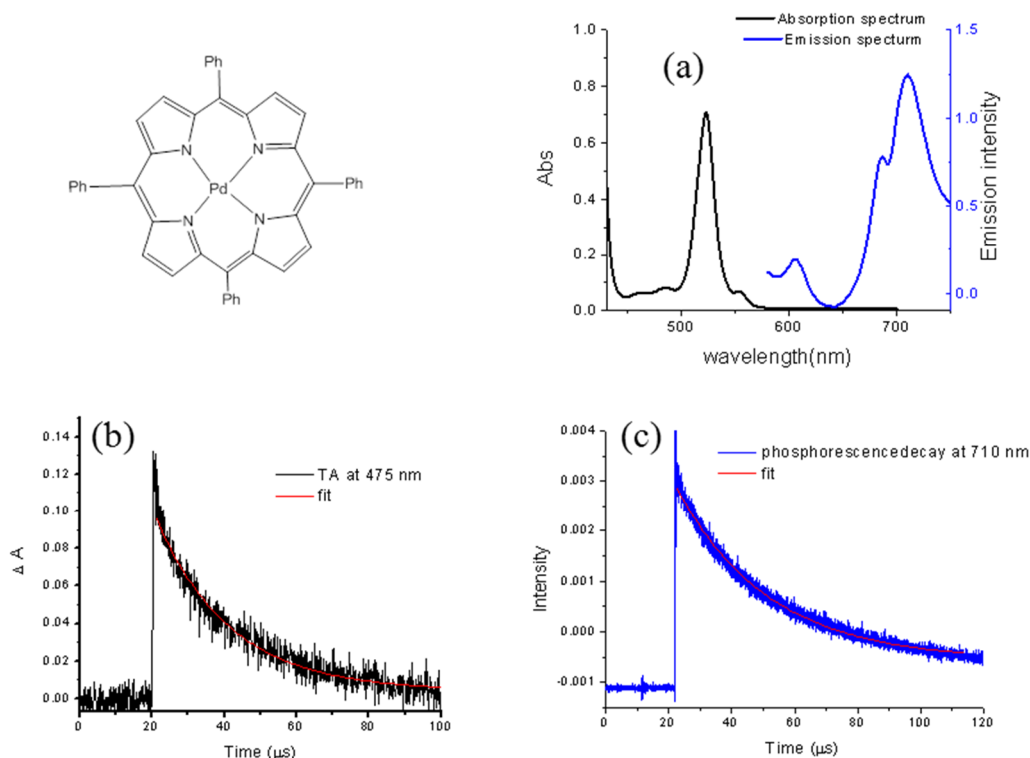 Ph
N
N
Ph
Pd
Ph
N
N
Ph
Absorption spectrum
Emission specturm
(a)
1.0
0.8
0.6
0.4
0.2
0.0
Abs
1.5
1.0
0.5
0.0
Emission intensity
500
600
700
wavelength(nm)
(b)
TA at 475 nm
fit
0.14
0.12
0.10
0.08
0.06
0.04
0.02
0.00
Δ A
0
20
40
60
80
100
Time (μs)
(c)
phosphorescencedecay at 710 nm
fit
0.004
0.003
0.002
0.001
0.000
-0.001
Intensity
0
20
40
60
80
100
120
Time (μs)